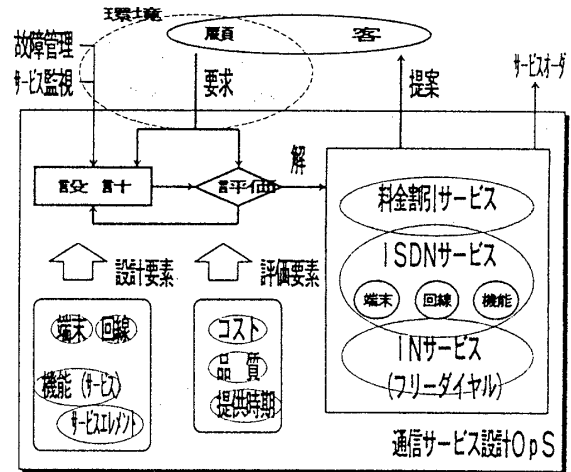 環境
顧 客
故障管理
サービス監視
要求
提案
サービスオーダ
解
設計
評価
料金割引サービス
ISDNサービス
端末 回線 機能
INサービス
(フリーダイヤル)
設計要素
評価要素
端末 回線
機能(サービス)
サービスエレメント
コスト
品質
提供時期
通信サービス設計OpS